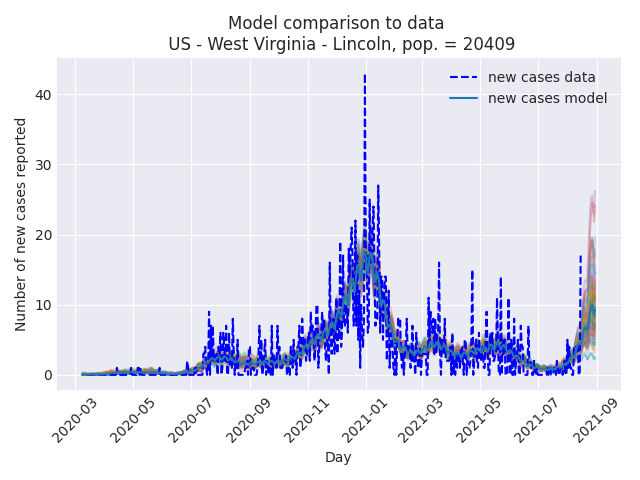 Model comparison to data
US - West Virginia - Lincoln, pop. = 20409
new cases data
new cases model
Number of new cases reported
40
30
20
10
0
2020-03
2020-05
2020-07
2020-09
2020-11
2021-01
2021-03
2021-05
2021-07
2021-09
Day